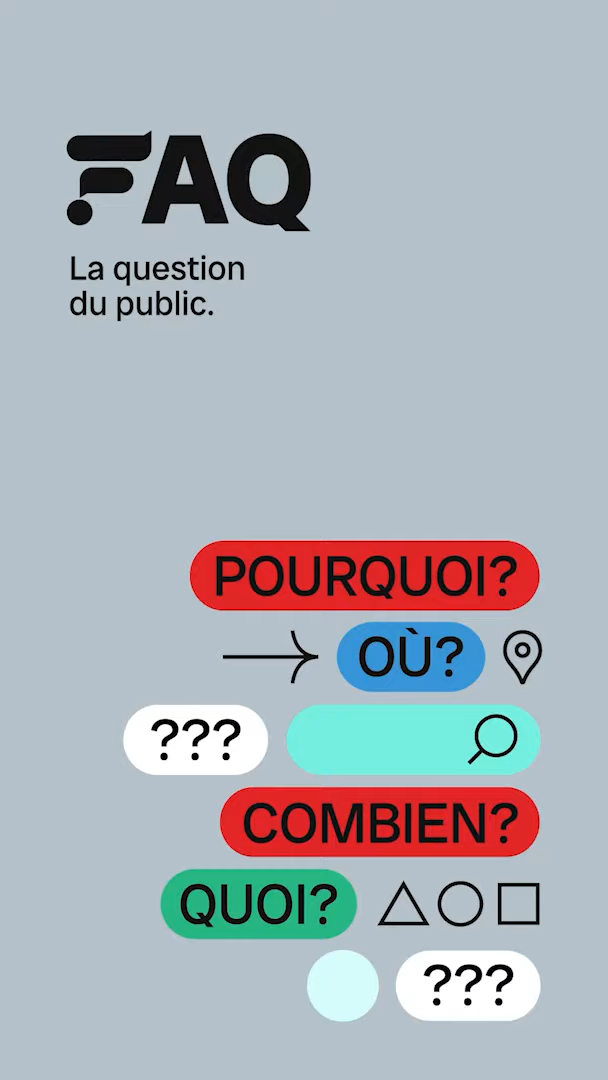 FAQ
La question
du public.
POURQUOI?
OÙ?
???
COMBIEN?
QUOI?
???